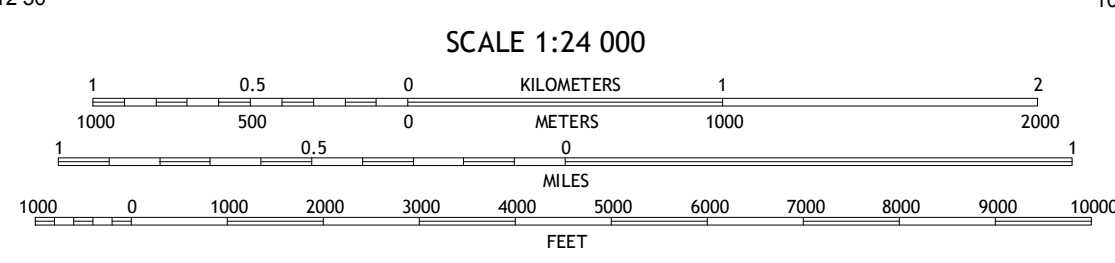 SCALE 1:24 000
1 0.5 0 KILOMETERS 1 2
1000 500 0 METERS 1000 2000
1 0.5 0 1
MILES
1000 0 1000 2000 3000 4000 5000 6000 7000 8000 9000 10000
FEET